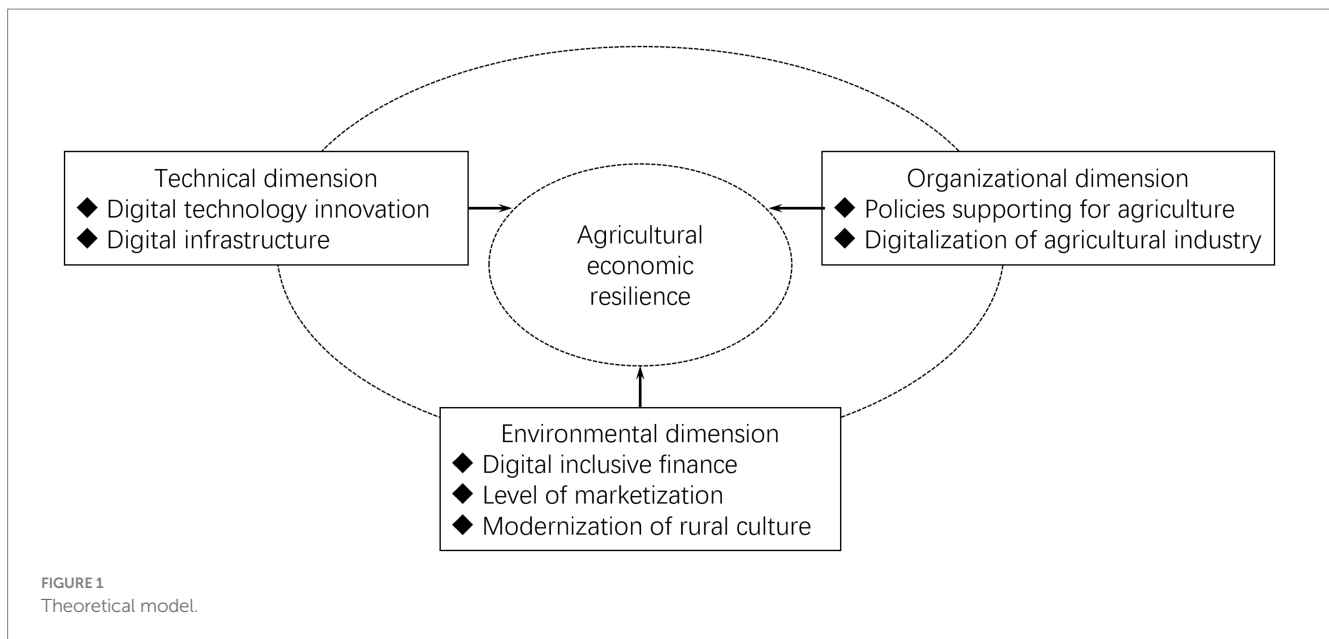 Technical dimension
◆ Digital technology innovation
◆ Digital infrastructure
Organizational dimension
◆ Policies supporting for agriculture
◆ Digitalization of agricultural industry
Agricultural
economic
resilience
Environmental dimension
◆ Digital inclusive finance
◆ Level of marketization
◆ Modernization of rural culture
FIGURE 1
Theoretical model.